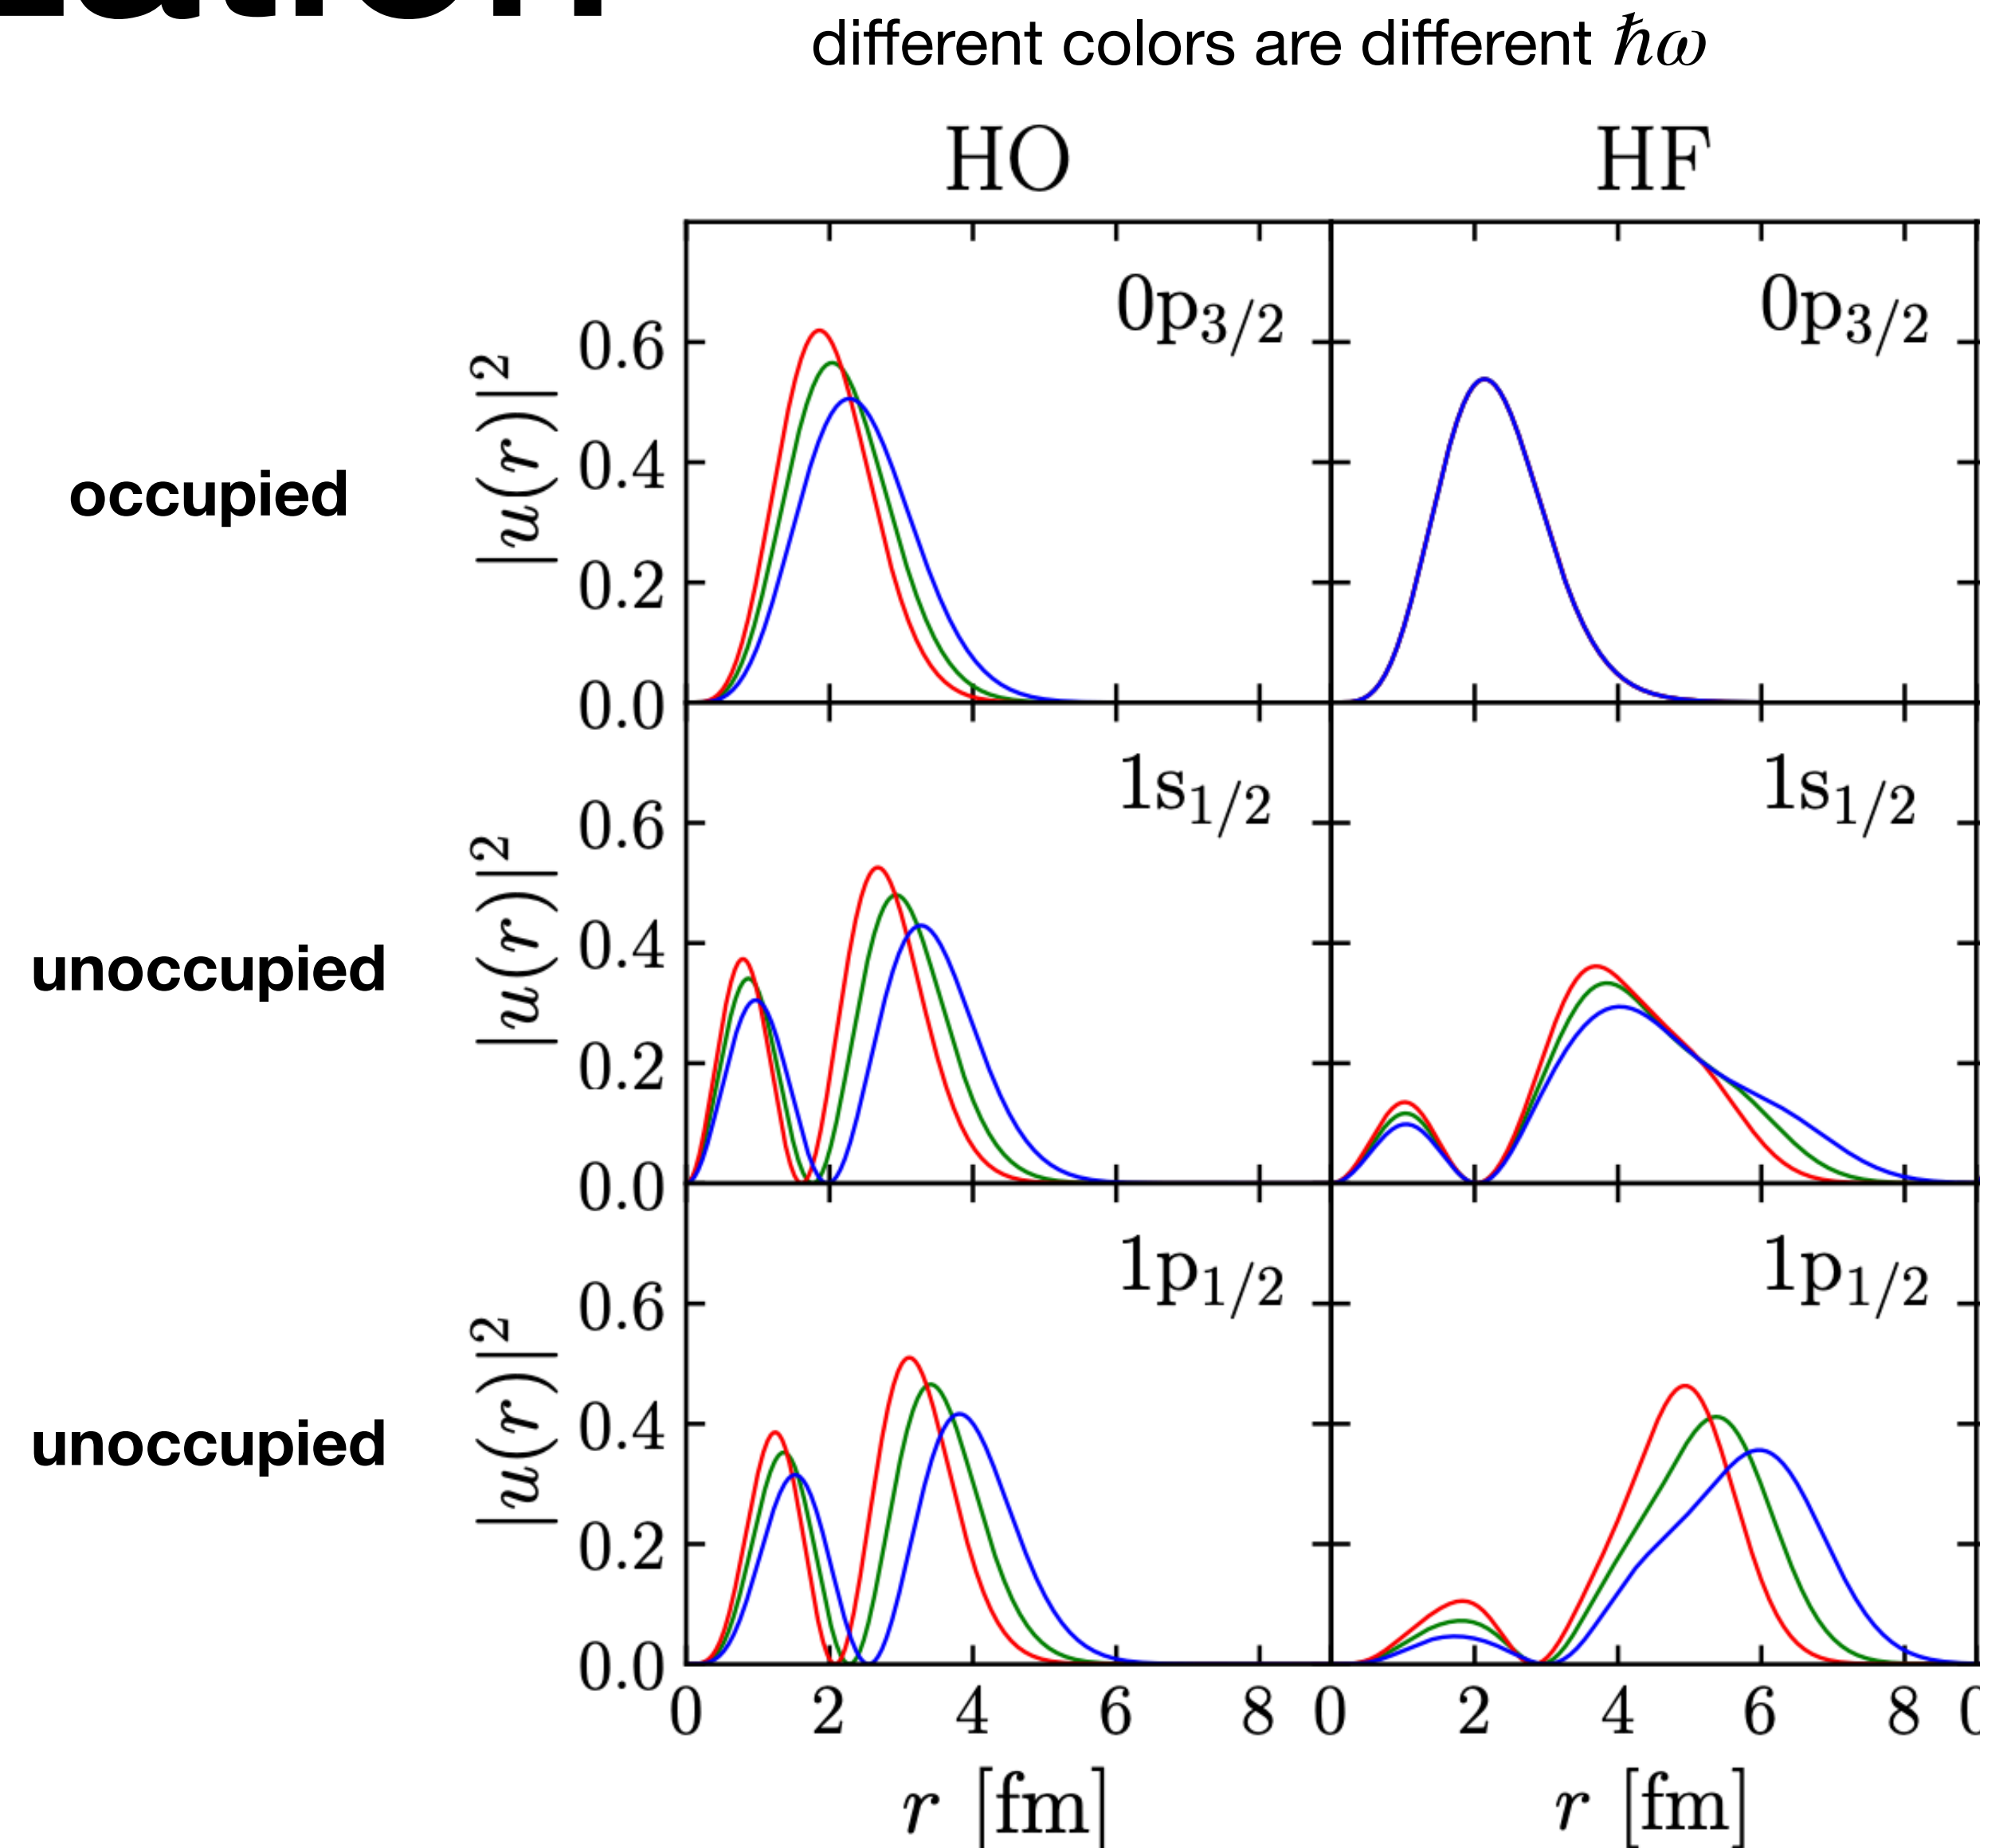 different colors are different ħω
HO HF
0p3/2 0p3/2
|u(r)|²
0.6
0.4
0.2
0.0
occupied
1s1/2 1s1/2
|u(r)|²
0.6
0.4
0.2
0.0
unoccupied
1p1/2 1p1/2
|u(r)|²
0.6
0.4
0.2
0.0
unoccupied
0 2 4 6 8 0 2 4 6 8
r [fm] r [fm]